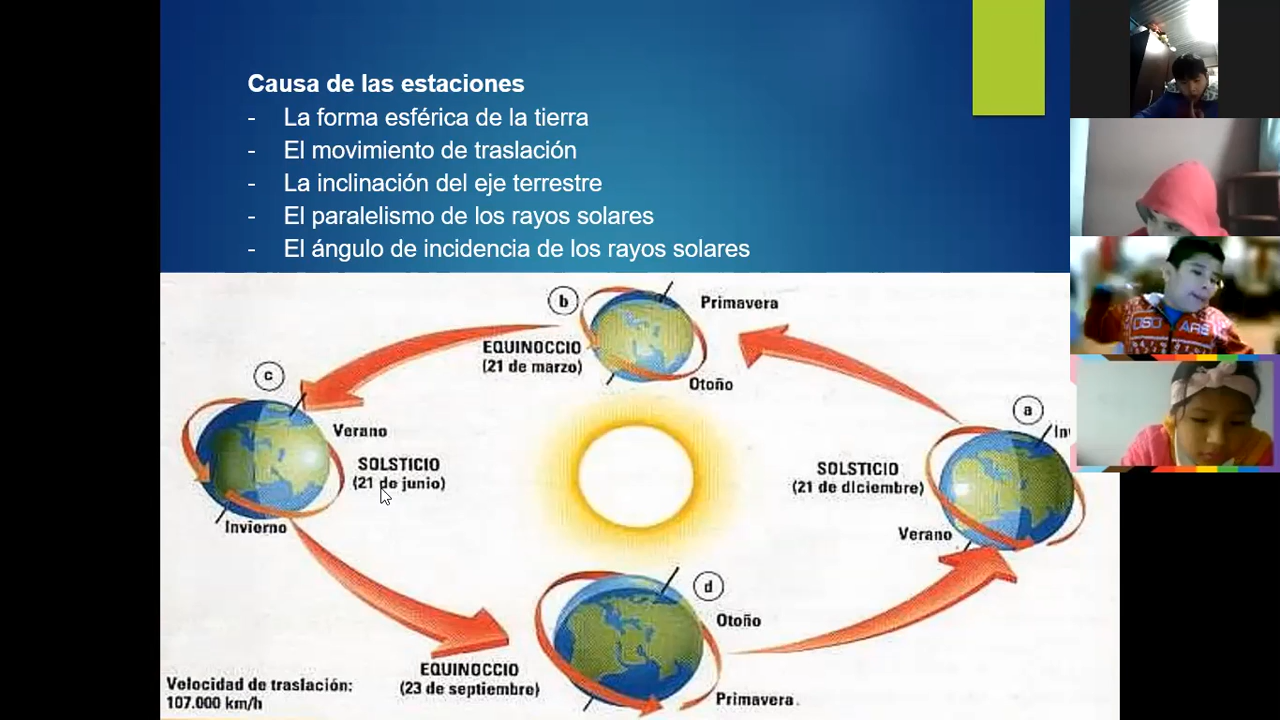 Causa de las estaciones
- La forma esférica de la tierra
- El movimiento de traslación
- La inclinación del eje terrestre
- El paralelismo de los rayos solares
- El ángulo de incidencia de los rayos solares
b
Primavera
EQUINOCCIO
(21 de marzo)
Otoño
c
Verano
SOLSTICIO
(21 de junio)
Invierno
a
SOLSTICIO
(21 de diciembre)
Verano
d
Otoño
EQUINOCCIO
(23 de septiembre)
Primavera
Velocidad de traslación:
107.000 km/h